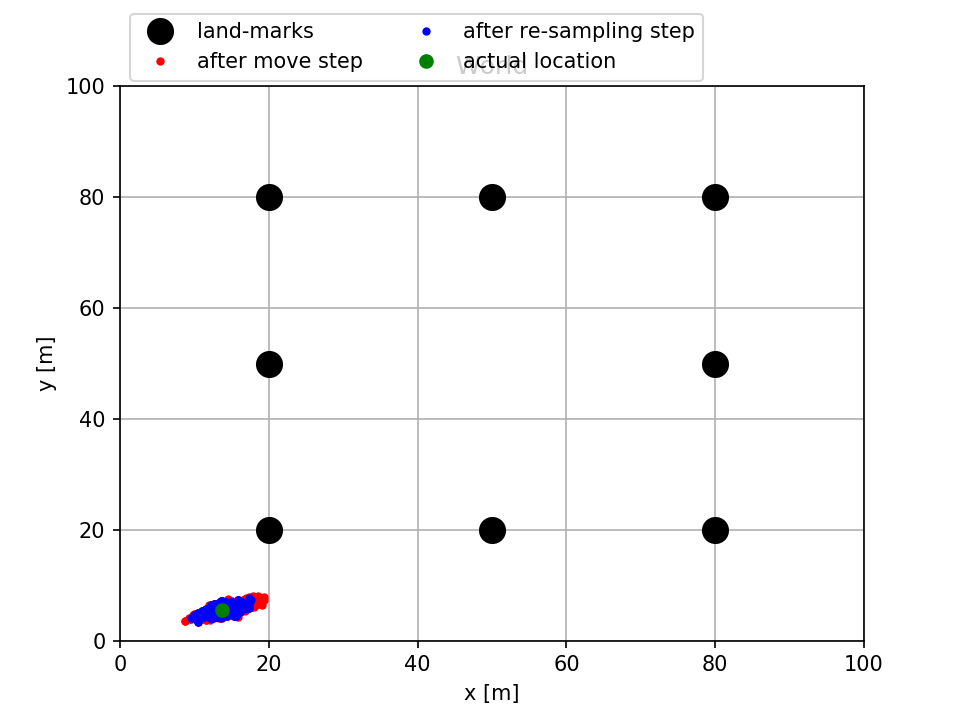 land-marks
after move step
after re-sampling step
actual location
World
100
80
60
40
20
0
y [m]
0 20 40 60 80 100
x [m]